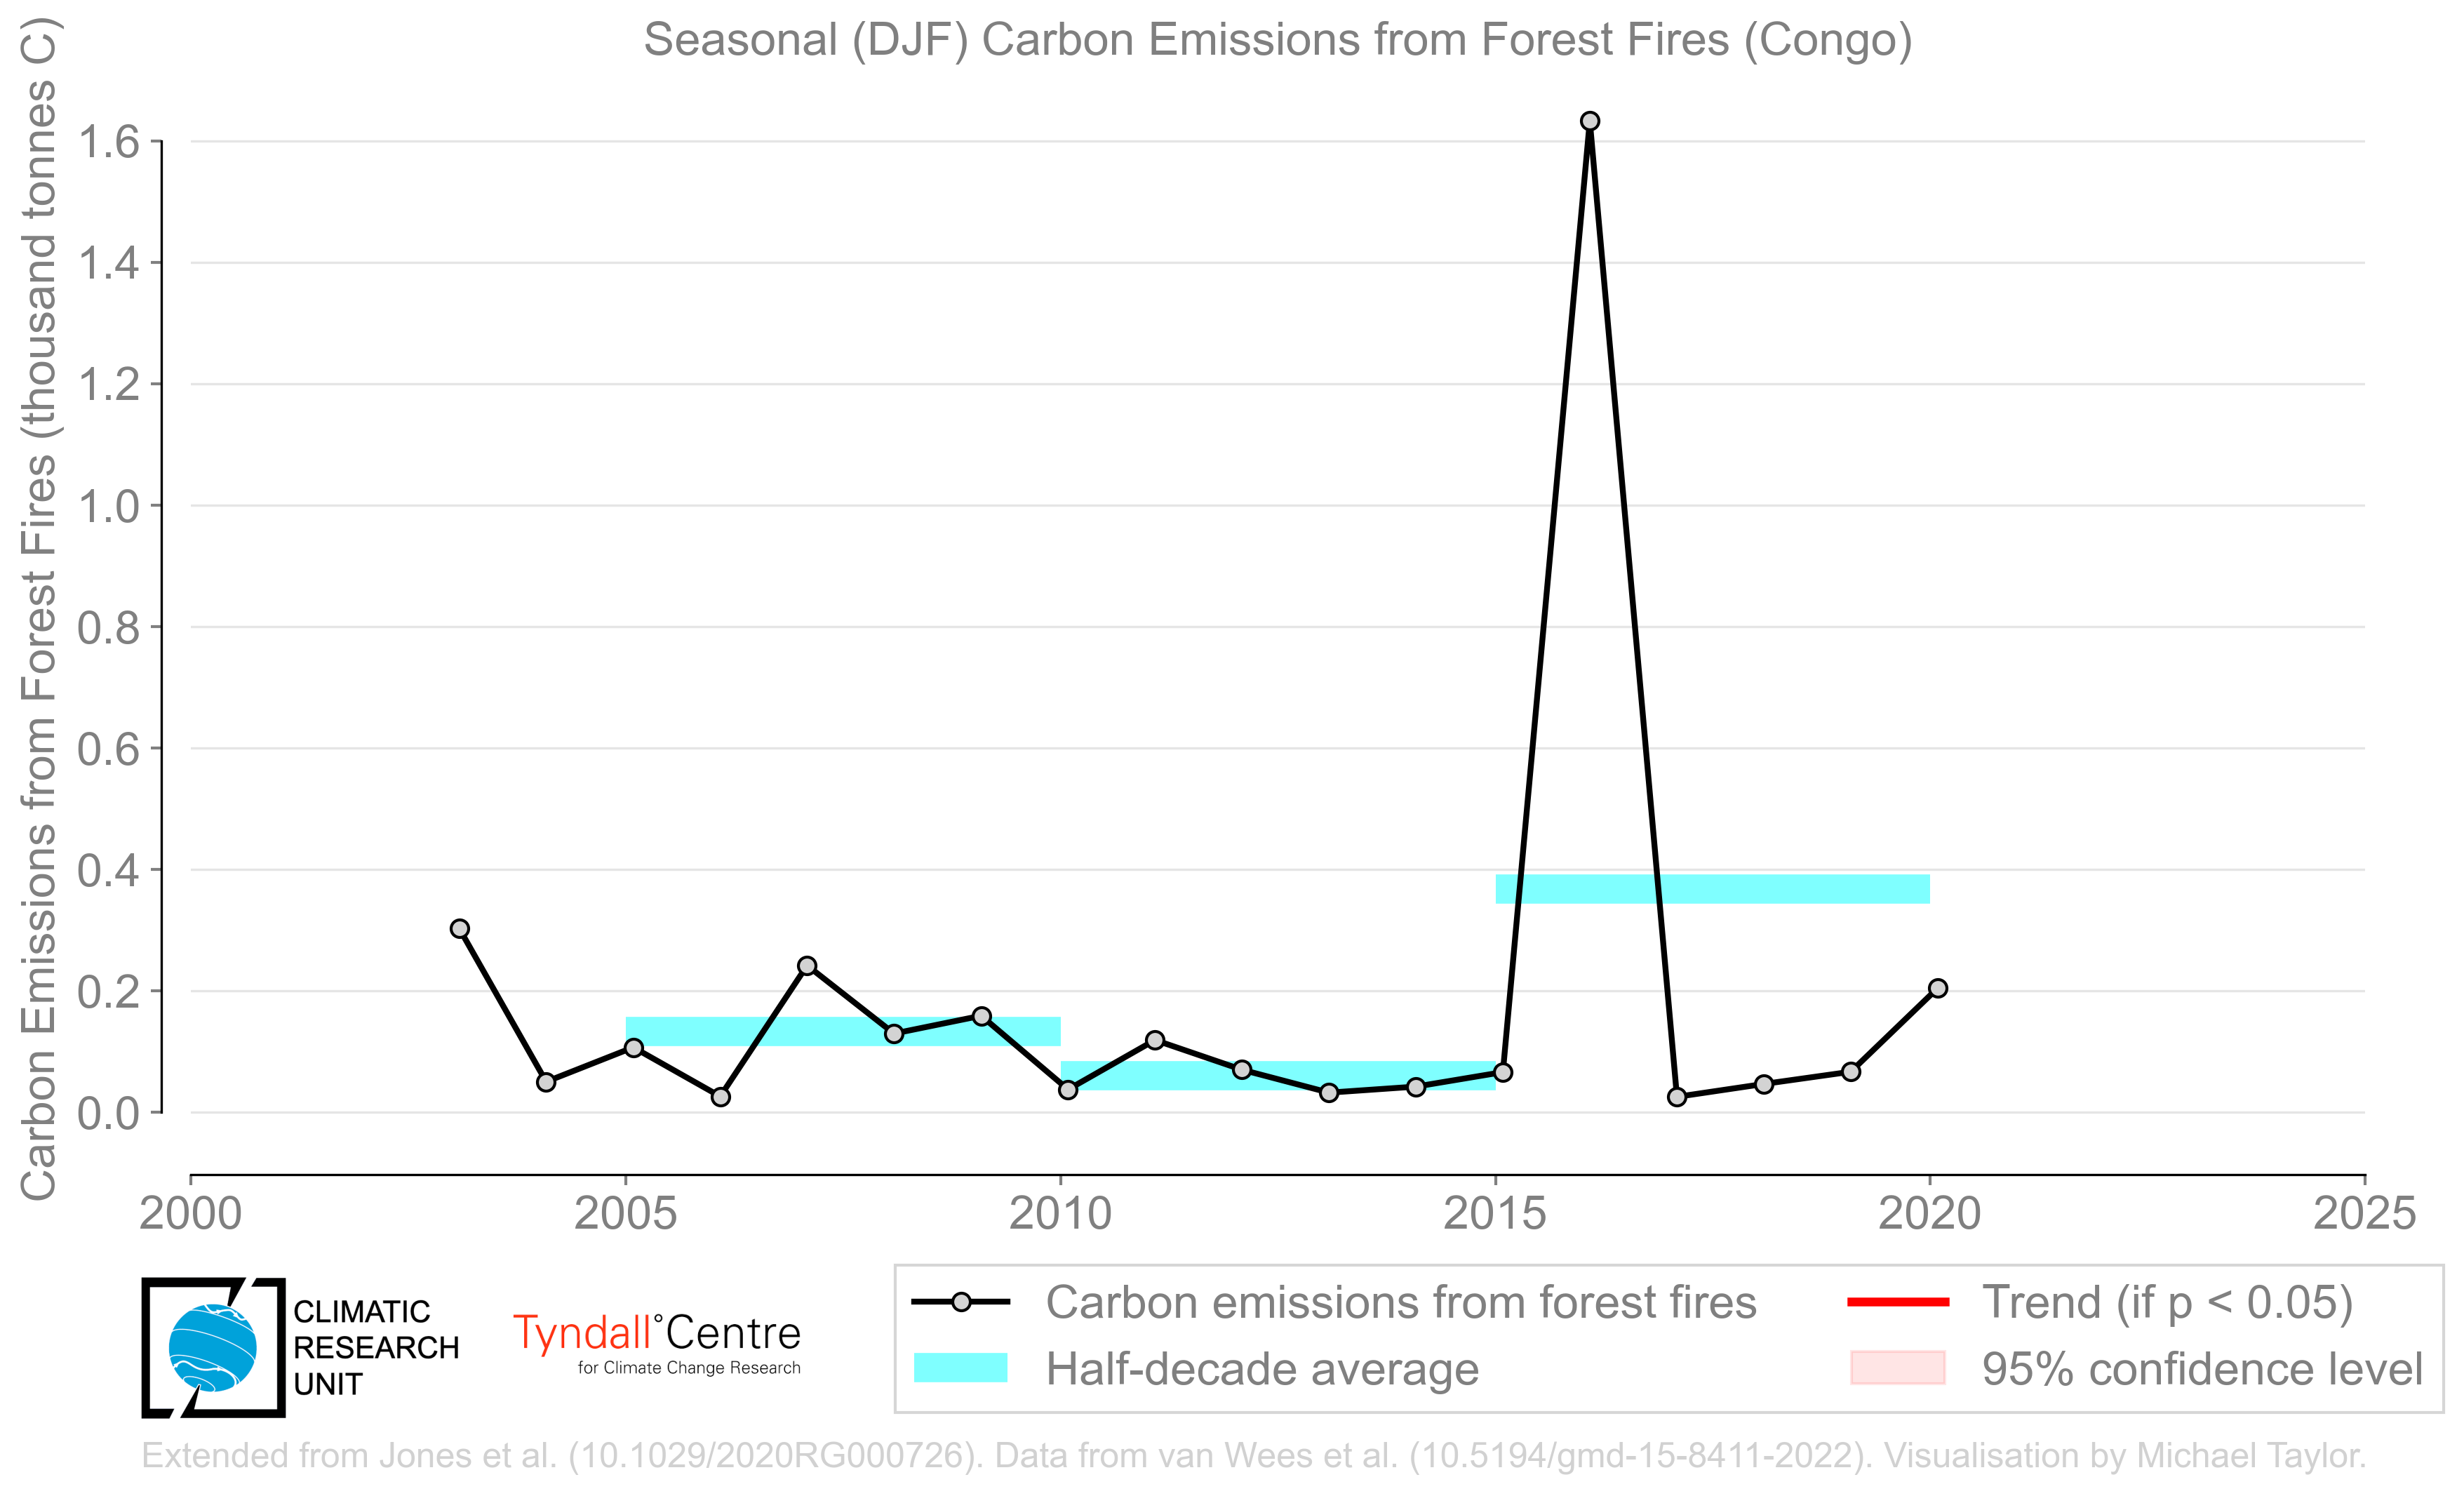 Seasonal (DJF) Carbon Emissions from Forest Fires (Congo)
Carbon Emissions from Forest Fires (thousand tonnes C)
1.6
1.4
1.2
1.0
0.8
0.6
0.4
0.2
0.0
2000 2005 2010 2015 2020 2025
CLIMATIC
RESEARCH
UNIT
Tyndall°Centre
for Climate Change Research
Carbon emissions from forest fires
Half-decade average
Trend (if p < 0.05)
95% confidence level
Extended from Jones et al. (10.1029/2020RG000726). Data from van Wees et al. (10.5194/gmd-15-8411-2022). Visualisation by Michael Taylor.